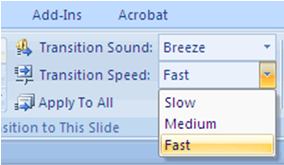 Add-Ins Acrobat
Transition Sound: Breeze
Transition Speed: Fast
Apply To All
Slow
Medium
sition to This Slide
Fast